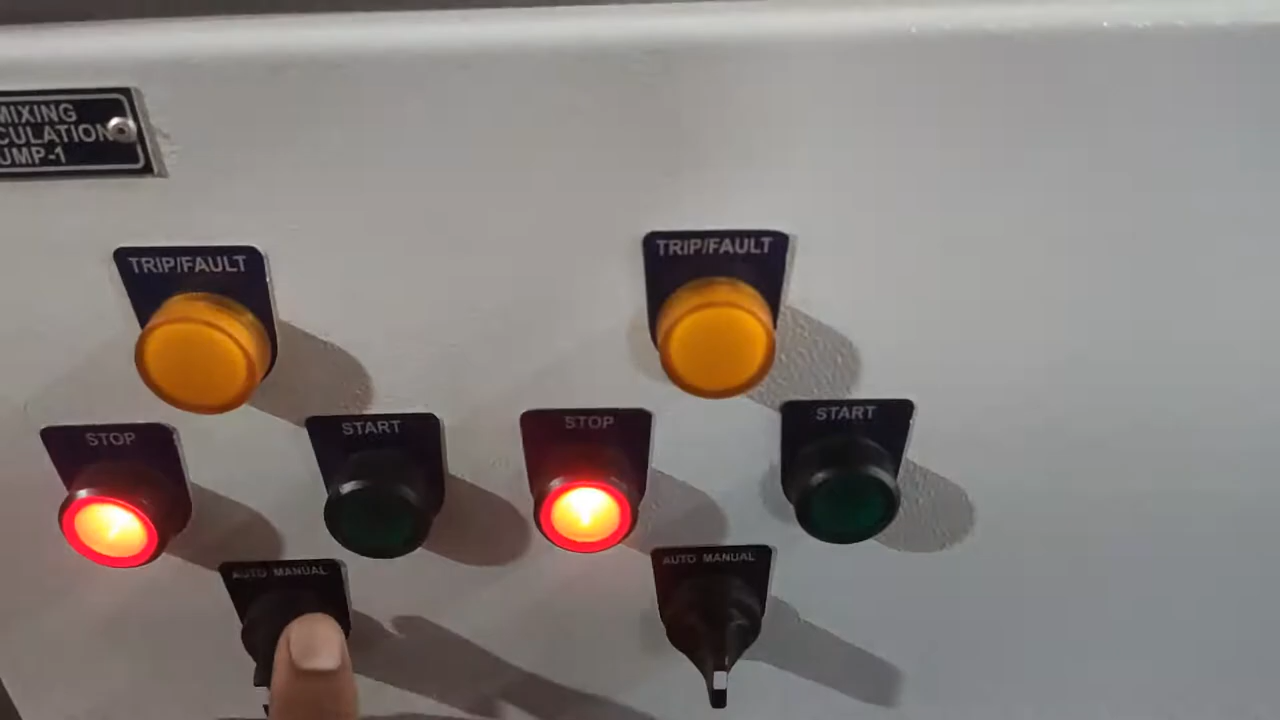 MIXING
CULATION
UMP-1
TRIP/FAULT
TRIP/FAULT
STOP
START
STOP
START
AUTO MANUAL
AUTO MANUAL